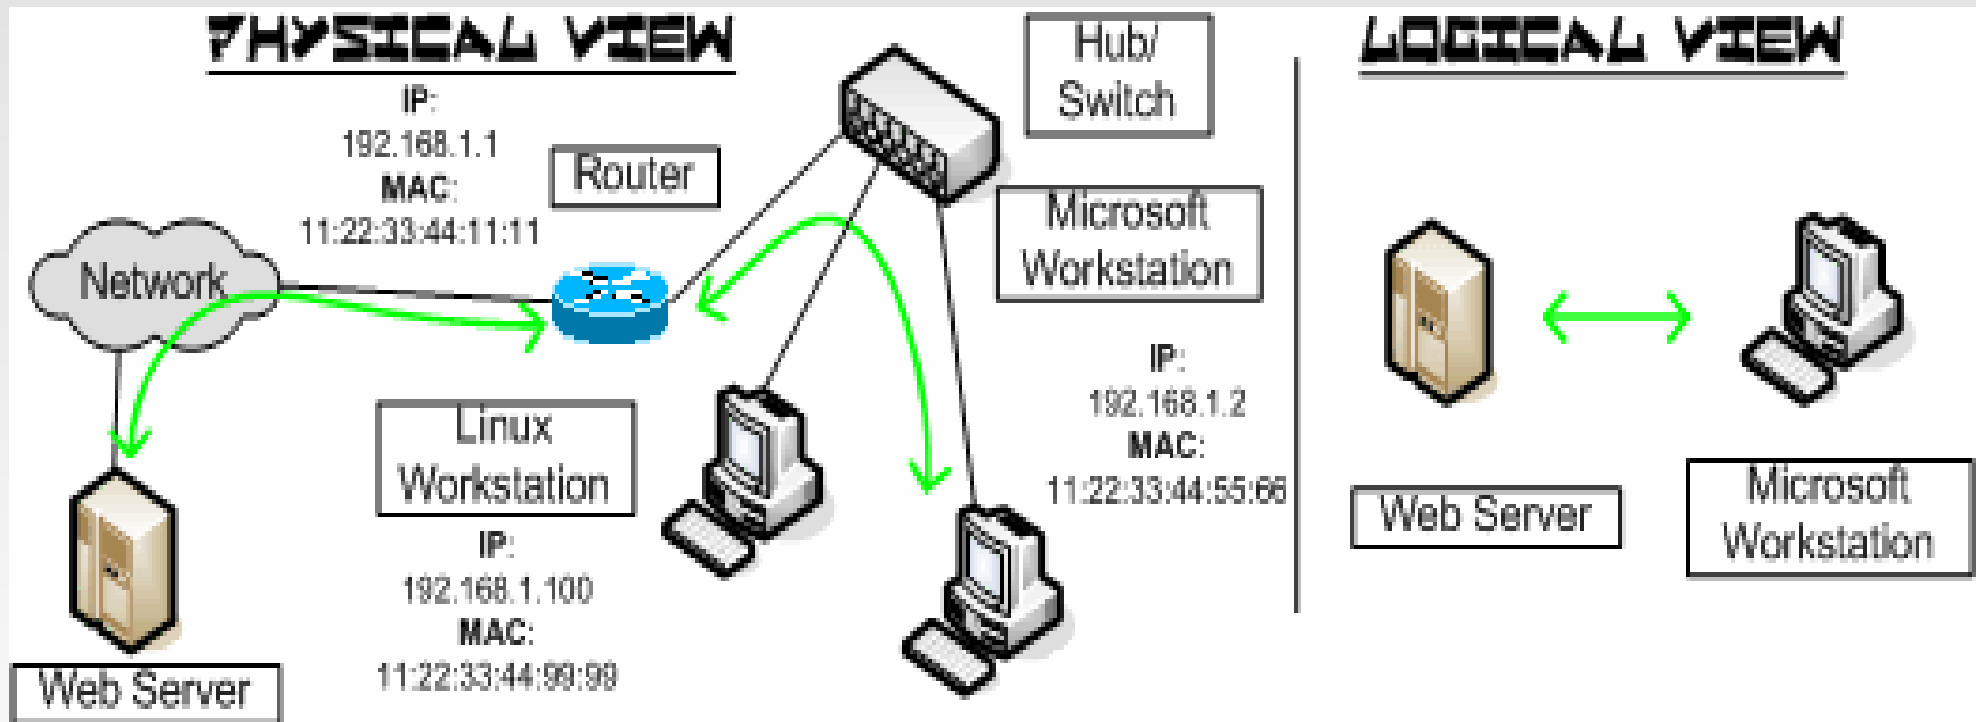 PHYSICAL VIEW
IP:
192.168.1.1
MAC:
11:22:33:44:11:11
Router
Hub/
Switch
Microsoft
Workstation
IP:
192.168.1.2
MAC:
11:22:33:44:55:66
Network
Linux
Workstation
IP:
192.168.1.100
MAC:
11:22:33:44:99:99
Web Server
LOGICAL VIEW
Web Server
Microsoft
Workstation